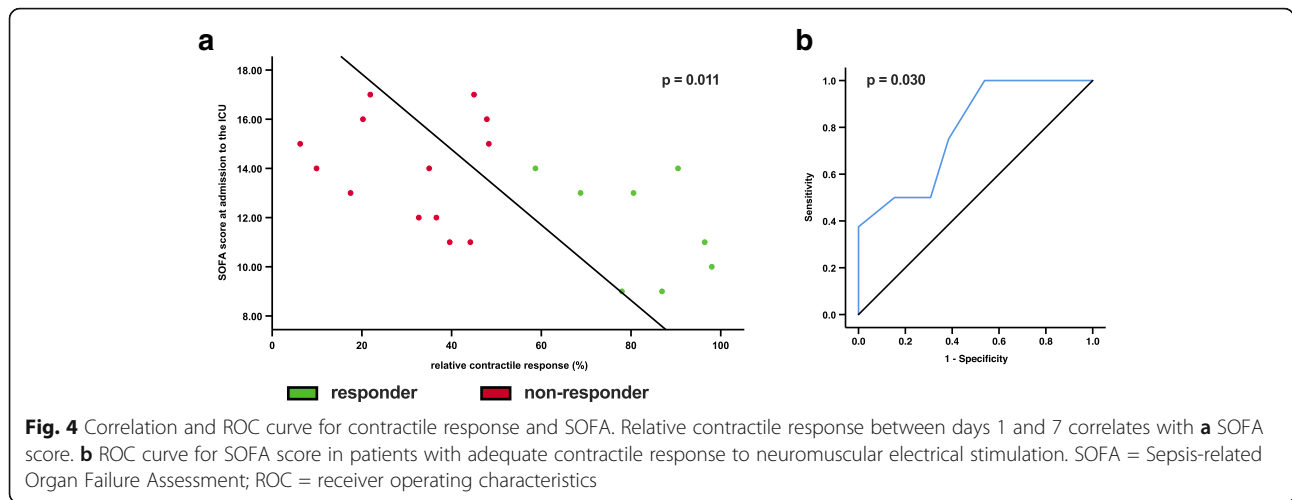 a
b
18.00
16.00
14.00
12.00
10.00
8.00
SOFA score at admission to the ICU
p = 0.011
0 20 40 60 80 100
relative contractile response (%)
responder non-responder
1.0
0.8
0.6
0.4
0.2
0.0
Sensitivity
p = 0.030
0.0 0.2 0.4 0.6 0.8 1.0
1 - Specificity
Fig. 4 Correlation and ROC curve for contractile response and SOFA. Relative contractile response between days 1 and 7 correlates with a SOFA
score. b ROC curve for SOFA score in patients with adequate contractile response to neuromuscular electrical stimulation. SOFA = Sepsis-related
Organ Failure Assessment; ROC = receiver operating characteristics